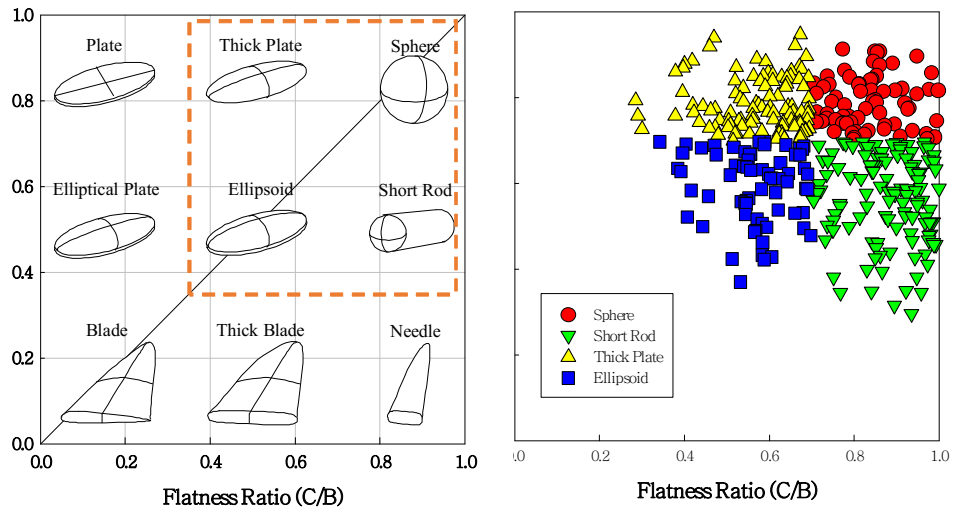 1.0
Plate Thick Plate Sphere
0.8
0.6
Elliptical Plate Ellipsoid Short Rod
0.4
Blade Thick Blade Needle
0.2
0.0
0.0 0.2 0.4 0.6 0.8 1.0
Flatness Ratio (C/B)
Sphere
Short Rod
Thick Plate
Ellipsoid
0.2 0.4 0.6 0.8 1.0
Flatness Ratio (C/B)